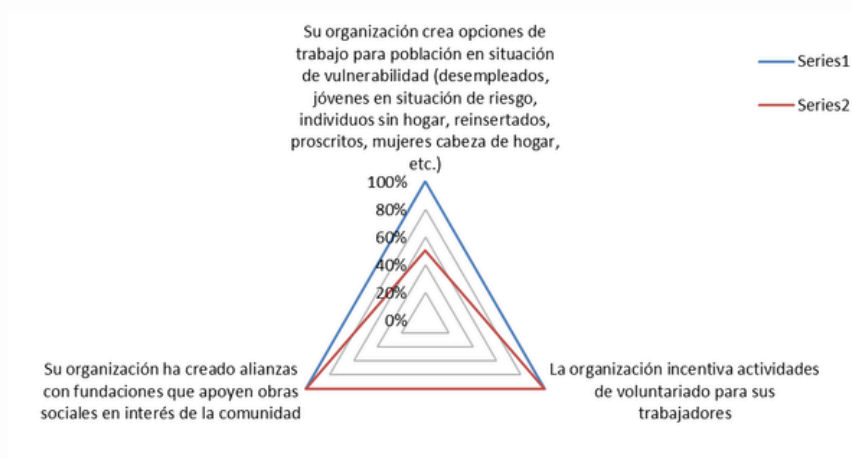 Su organización crea opciones de
trabajo para población en situación
de vulnerabilidad (desempleados,
jóvenes en situación de riesgo,
individuos sin hogar, reinsertados,
proscritos, mujeres cabeza de hogar,
etc.)
Series1
Series2
100%
80%
60%
40%
20%
0%
Su organización ha creado alianzas
con fundaciones que apoyen obras
sociales en interés de la comunidad
La organización incentiva actividades
de voluntariado para sus
trabajadores